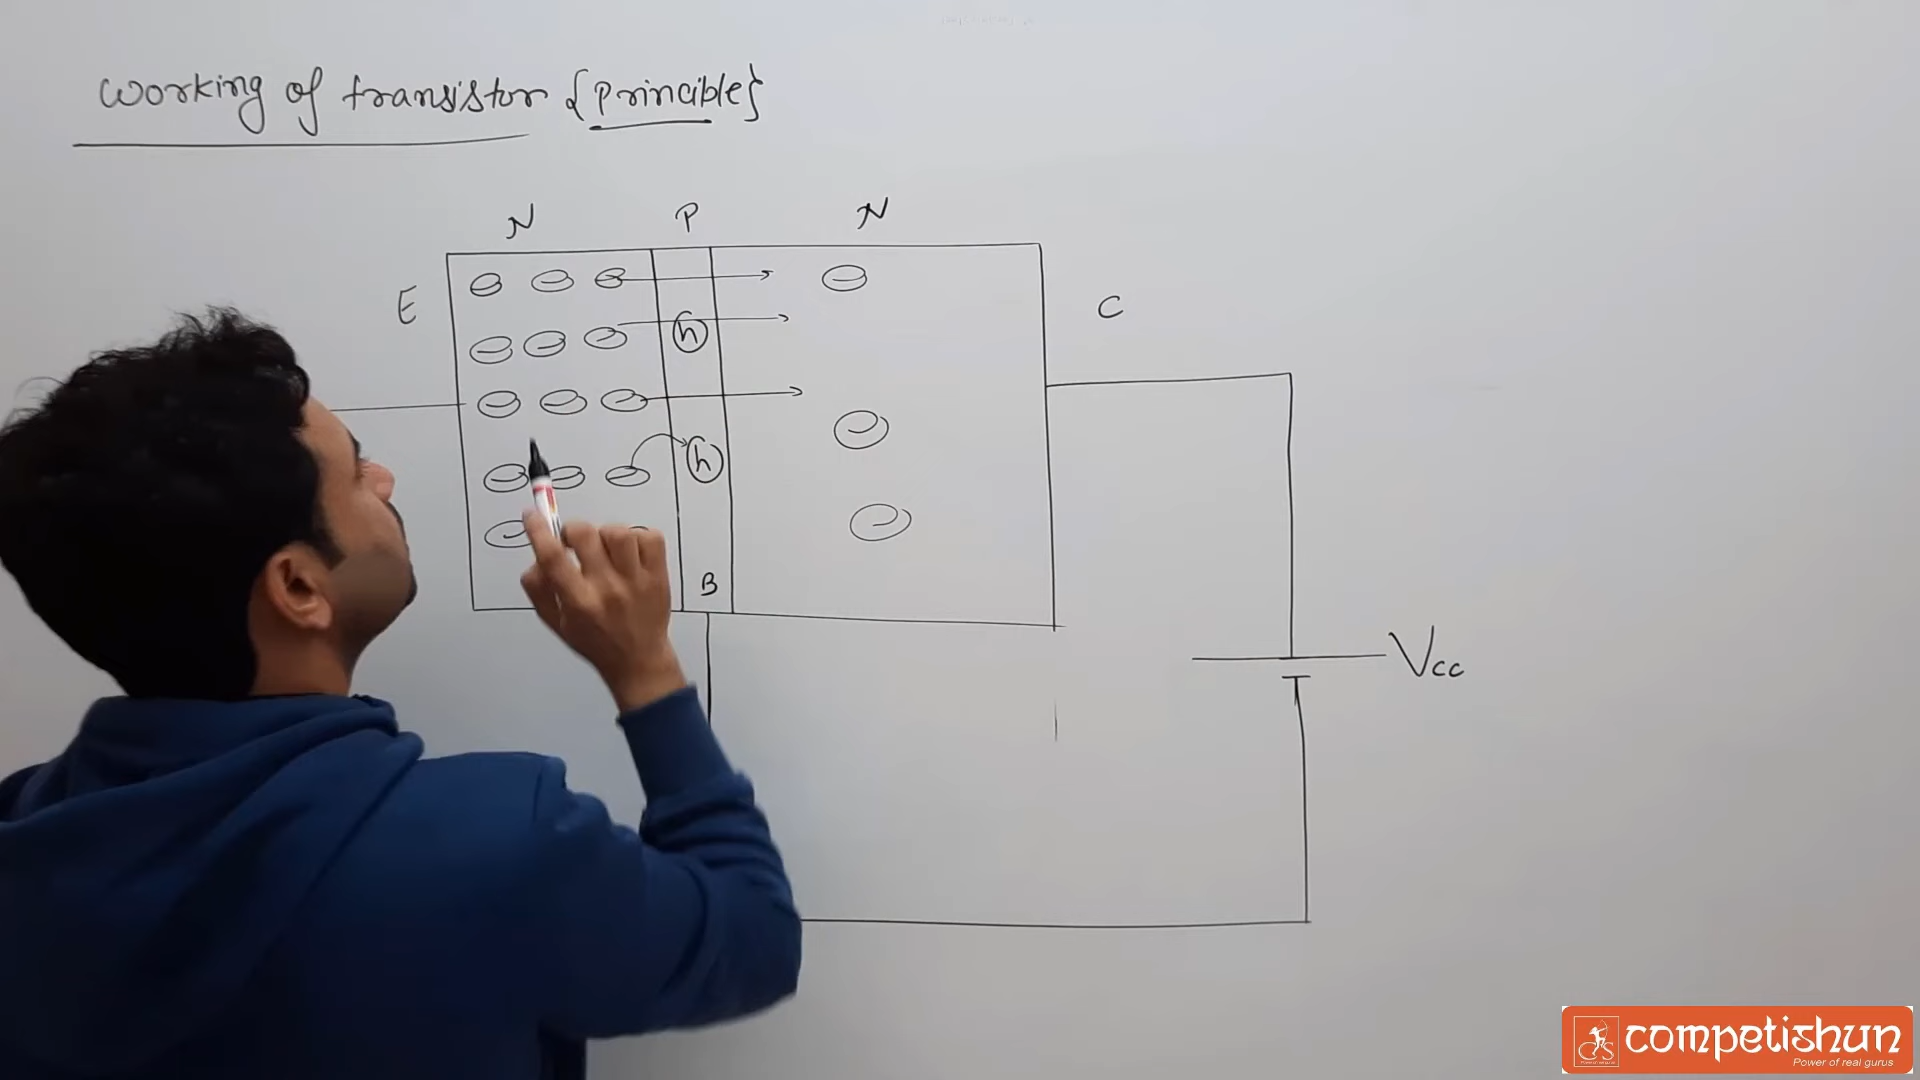 working of transistor {principle}
N P N
E
h
C
h
B
Vcc
competishun
Power of real gurus